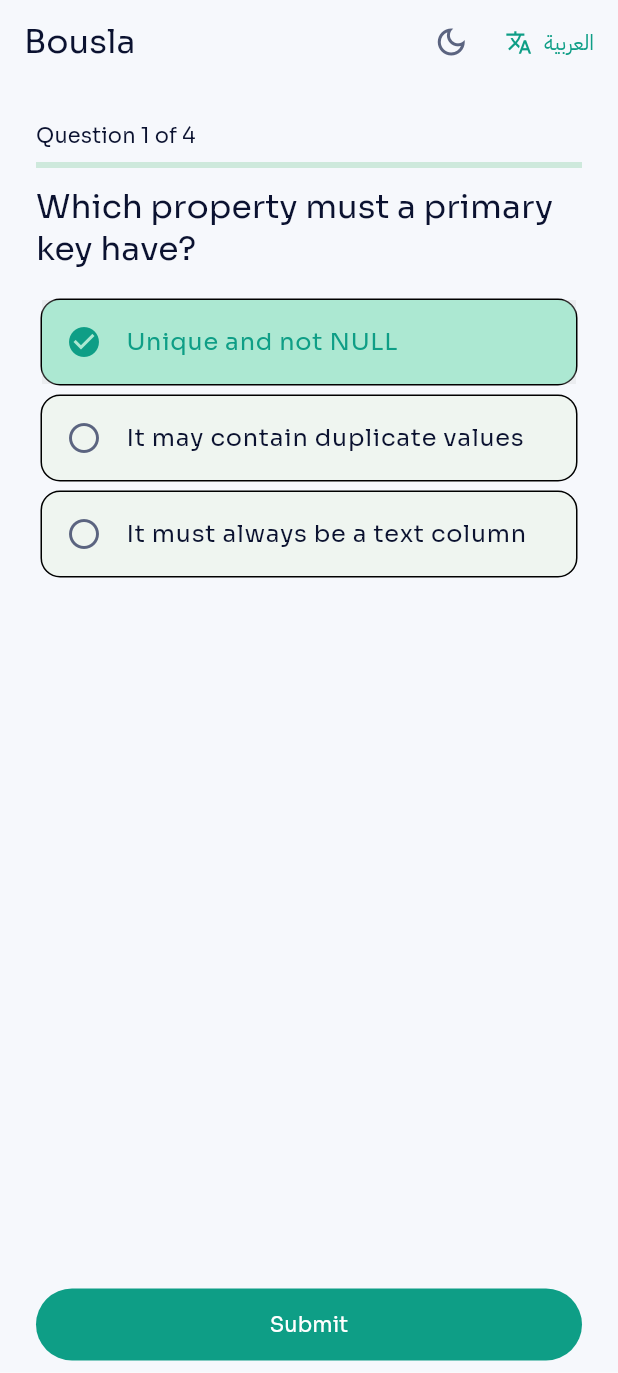 Bousla
العربية
Question 1 of 4
Which property must a primary
key have?
Unique and not NULL
It may contain duplicate values
It must always be a text column
Submit